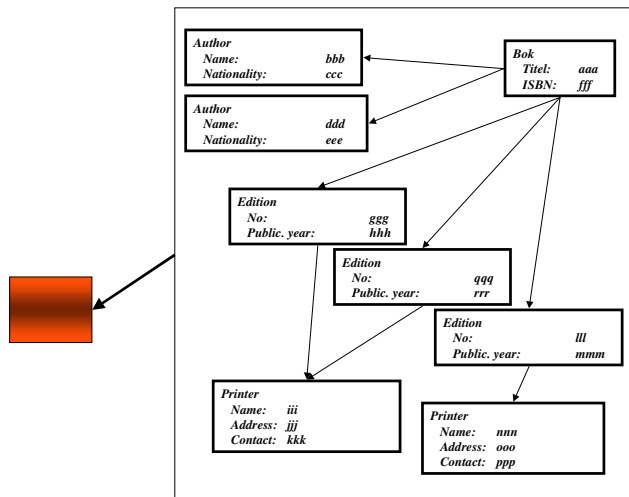 Author
Name: bbb
Nationality: ccc
Bok
Titel: aaa
ISBN: fff
Author
Name: ddd
Nationality: eee
Edition
No: ggg
Public. year: hhh
Edition
No: qqq
Public. year: rrr
Edition
No: lll
Public. year: mmm
Printer
Name: iii
Address: jjj
Contact: kkk
Printer
Name: nnn
Address: ooo
Contact: ppp